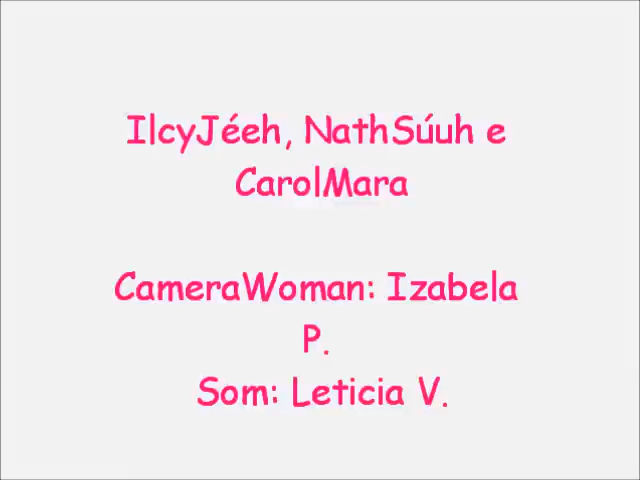 IlcyJéeh, NathSúuh e
CarolMara
CameraWoman: Izabela
P.
Som: Leticia V.